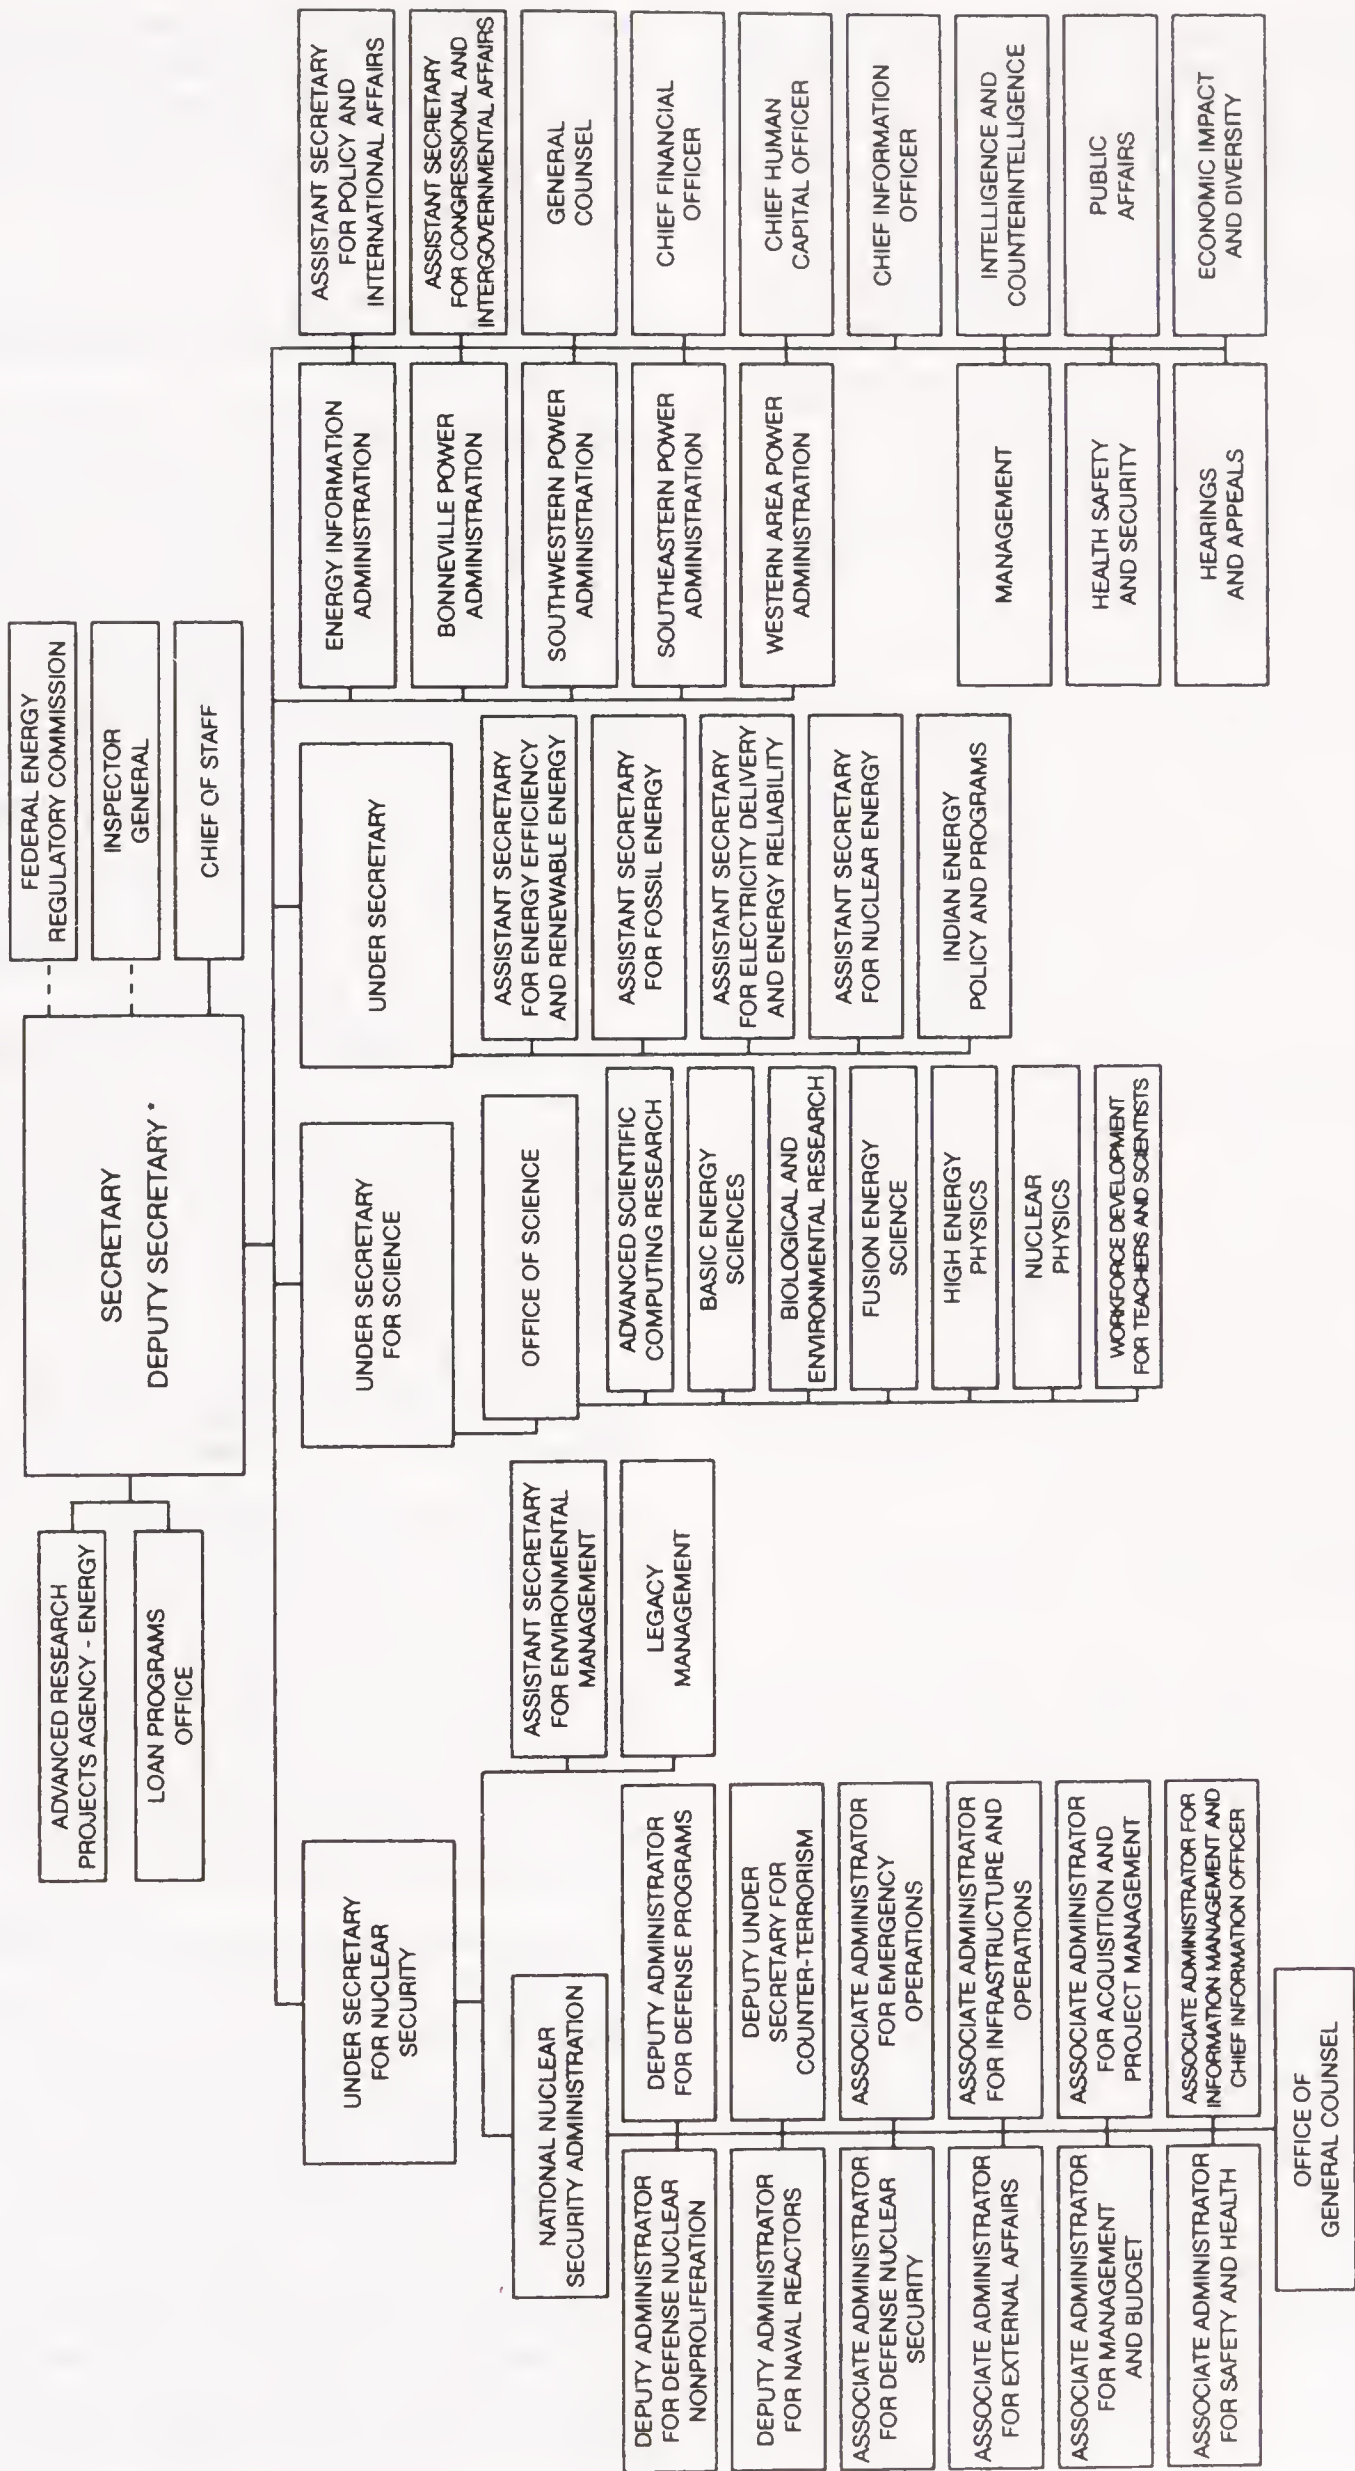 FEDERAL ENERGY
REGULATORY COMMISSION
INSPECTOR
GENERAL
CHIEF OF STAFF
SECRETARY
DEPUTY SECRETARY *
ADVANCED RESEARCH
PROJECTS AGENCY - ENERGY
LOAN PROGRAMS
OFFICE
UNDER SECRETARY
FOR NUCLEAR
SECURITY
NATIONAL NUCLEAR
SECURITY ADMINISTRATION
DEPUTY ADMINISTRATOR
FOR DEFENSE NUCLEAR
NONPROLIFERATION
DEPUTY ADMINISTRATOR
FOR NAVAL REACTORS
ASSOCIATE ADMINISTRATOR
FOR DEFENSE NUCLEAR
SECURITY
ASSOCIATE ADMINISTRATOR
FOR EXTERNAL AFFAIRS
ASSOCIATE ADMINISTRATOR
FOR MANAGEMENT
AND BUDGET
ASSOCIATE ADMINISTRATOR
FOR SAFETY AND HEALTH
DEPUTY ADMINISTRATOR
FOR DEFENSE PROGRAMS
DEPUTY UNDER
SECRETARY FOR
COUNTER-TERRORISM
ASSOCIATE ADMINISTRATOR
FOR EMERGENCY
OPERATIONS
ASSOCIATE ADMINISTRATOR
FOR INFRASTRUCTURE AND
OPERATIONS
ASSOCIATE ADMINISTRATOR
FOR ACQUISITION AND
PROJECT MANAGEMENT
ASSOCIATE ADMINISTRATOR FOR
INFORMATION MANAGEMENT AND
CHIEF INFORMATION OFFICER
OFFICE OF
GENERAL COUNSEL
ASSISTANT SECRETARY
FOR ENVIRONMENTAL
MANAGEMENT
LEGACY
MANAGEMENT
UNDER SECRETARY
FOR SCIENCE
OFFICE OF SCIENCE
ADVANCED SCIENTIFIC
COMPUTING RESEARCH
BASIC ENERGY
SCIENCES
BIOLOGICAL AND
ENVIRONMENTAL RESEARCH
FUSION ENERGY
SCIENCE
HIGH ENERGY
PHYSICS
NUCLEAR
PHYSICS
WORKFORCE DEVELOPMENT
FOR TEACHERS AND SCIENTISTS
UNDER SECRETARY
ASSISTANT SECRETARY
FOR ENERGY EFFICIENCY
AND RENEWABLE ENERGY
ASSISTANT SECRETARY
FOR FOSSIL ENERGY
ASSISTANT SECRETARY
FOR ELECTRICITY DELIVERY
AND ENERGY RELIABILITY
ASSISTANT SECRETARY
FOR NUCLEAR ENERGY
INDIAN ENERGY
POLICY AND PROGRAMS
ENERGY INFORMATION
ADMINISTRATION
BONNEVILLE POWER
ADMINISTRATION
SOUTHWESTERN POWER
ADMINISTRATION
SOUTHEASTERN POWER
ADMINISTRATION
WESTERN AREA POWER
ADMINISTRATION
MANAGEMENT
HEALTH SAFETY
AND SECURITY
HEARINGS
AND APPEALS
ASSISTANT SECRETARY
FOR POLICY AND
INTERNATIONAL AFFAIRS
ASSISTANT SECRETARY
FOR CONGRESSIONAL AND
INTERGOVERNMENTAL AFFAIRS
GENERAL
COUNSEL
CHIEF FINANCIAL
OFFICER
CHIEF HUMAN
CAPITAL OFFICER
CHIEF INFORMATION
OFFICER
INTELLIGENCE AND
COUNTERINTELLIGENCE
PUBLIC
AFFAIRS
ECONOMIC IMPACT
AND DIVERSITY